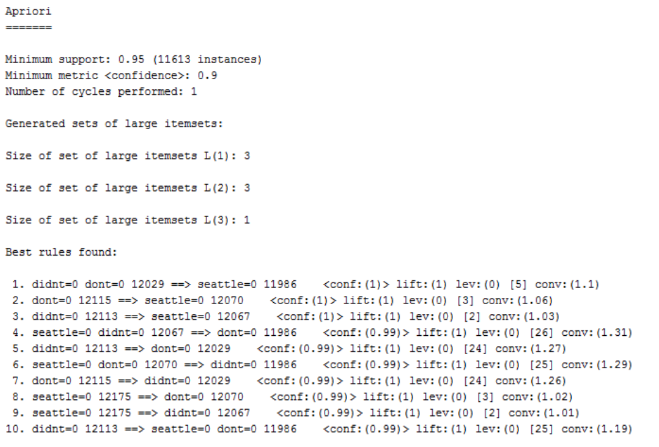 Apriori
=======
Minimum support: 0.95 (11613 instances)
Minimum metric <confidence>: 0.9
Number of cycles performed: 1
Generated sets of large itemsets:
Size of set of large itemsets L(1): 3
Size of set of large itemsets L(2): 3
Size of set of large itemsets L(3): 1
Best rules found:
1. didnt=0 dont=0 12029 ==> seattle=0 11986 <conf:(1)> lift:(1) lev:(0) [5] conv:(1.1)
2. dont=0 12115 ==> seattle=0 12070 <conf:(1)> lift:(1) lev:(0) [3] conv:(1.06)
3. didnt=0 12113 ==> seattle=0 12067 <conf:(1)> lift:(1) lev:(0) [2] conv:(1.03)
4. seattle=0 didnt=0 12067 ==> dont=0 11986 <conf:(0.99)> lift:(1) lev:(0) [26] conv:(1.31)
5. didnt=0 12113 ==> dont=0 12029 <conf:(0.99)> lift:(1) lev:(0) [24] conv:(1.27)
6. seattle=0 dont=0 12070 ==> didnt=0 11986 <conf:(0.99)> lift:(1) lev:(0) [25] conv:(1.29)
7. dont=0 12115 ==> didnt=0 12029 <conf:(0.99)> lift:(1) lev:(0) [24] conv:(1.26)
8. seattle=0 12175 ==> dont=0 12070 <conf:(0.99)> lift:(1) lev:(0) [3] conv:(1.02)
9. seattle=0 12175 ==> didnt=0 12067 <conf:(0.99)> lift:(1) lev:(0) [2] conv:(1.01)
10. didnt=0 12113 ==> seattle=0 dont=0 11986 <conf:(0.99)> lift:(1) lev:(0) [25] conv:(1.19)